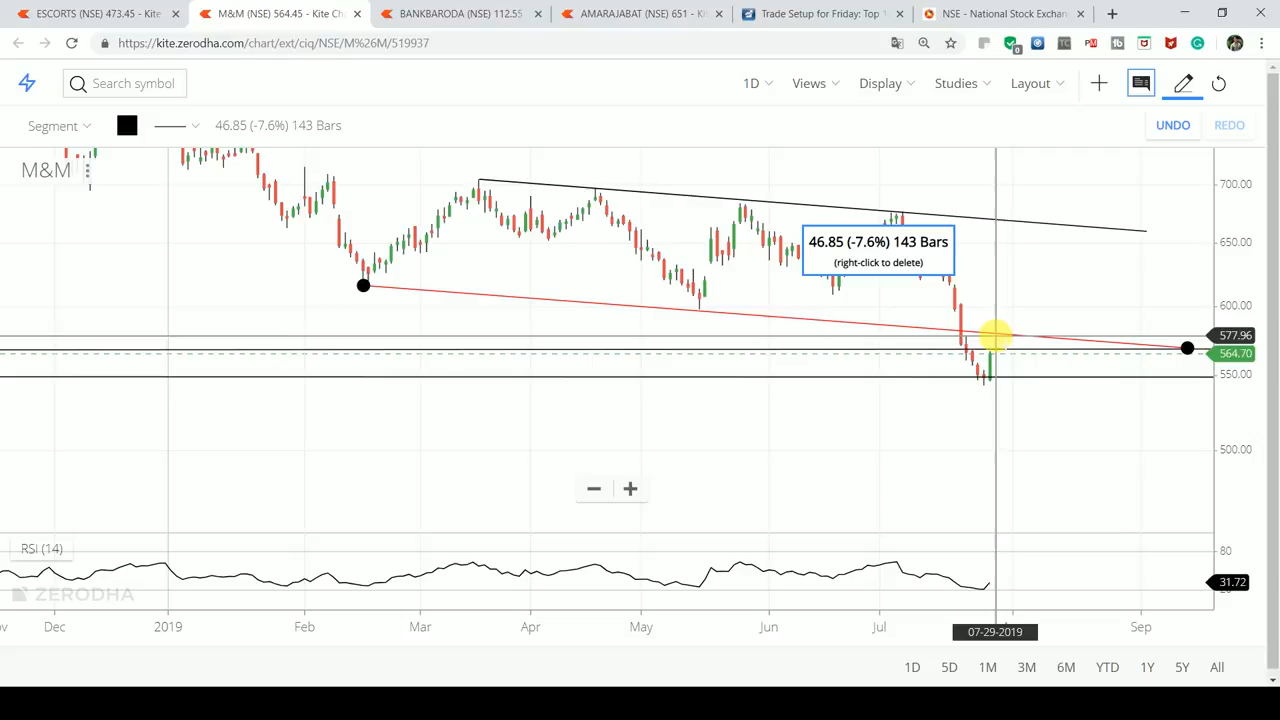 ESCORTS (NSE) 473.45 - Kite
M&M (NSE) 564.45 - Kite Ch
BANKBARODA (NSE) 112.55
AMARAJABAT (NSE) 651 - K
Trade Setup for Friday: Top
NSE - National Stock Exchan
https://kite.zerodha.com/chart/ext/ciq/NSE/M%26M/519937
Search symbol
1D Views Display Studies Layout
Segment 46.85 (-7.6%) 143 Bars UNDO REDO
M&M
46.85 (-7.6%) 143 Bars
(right-click to delete)
700.00
650.00
600.00
577.96
564.70
550.00
500.00
RSI (14)
80
31.72
ZERODHA
Dec 2019 Feb Mar Apr May Jun Jul Sep
07-29-2019
1D 5D 1M 3M 6M YTD 1Y 5Y All